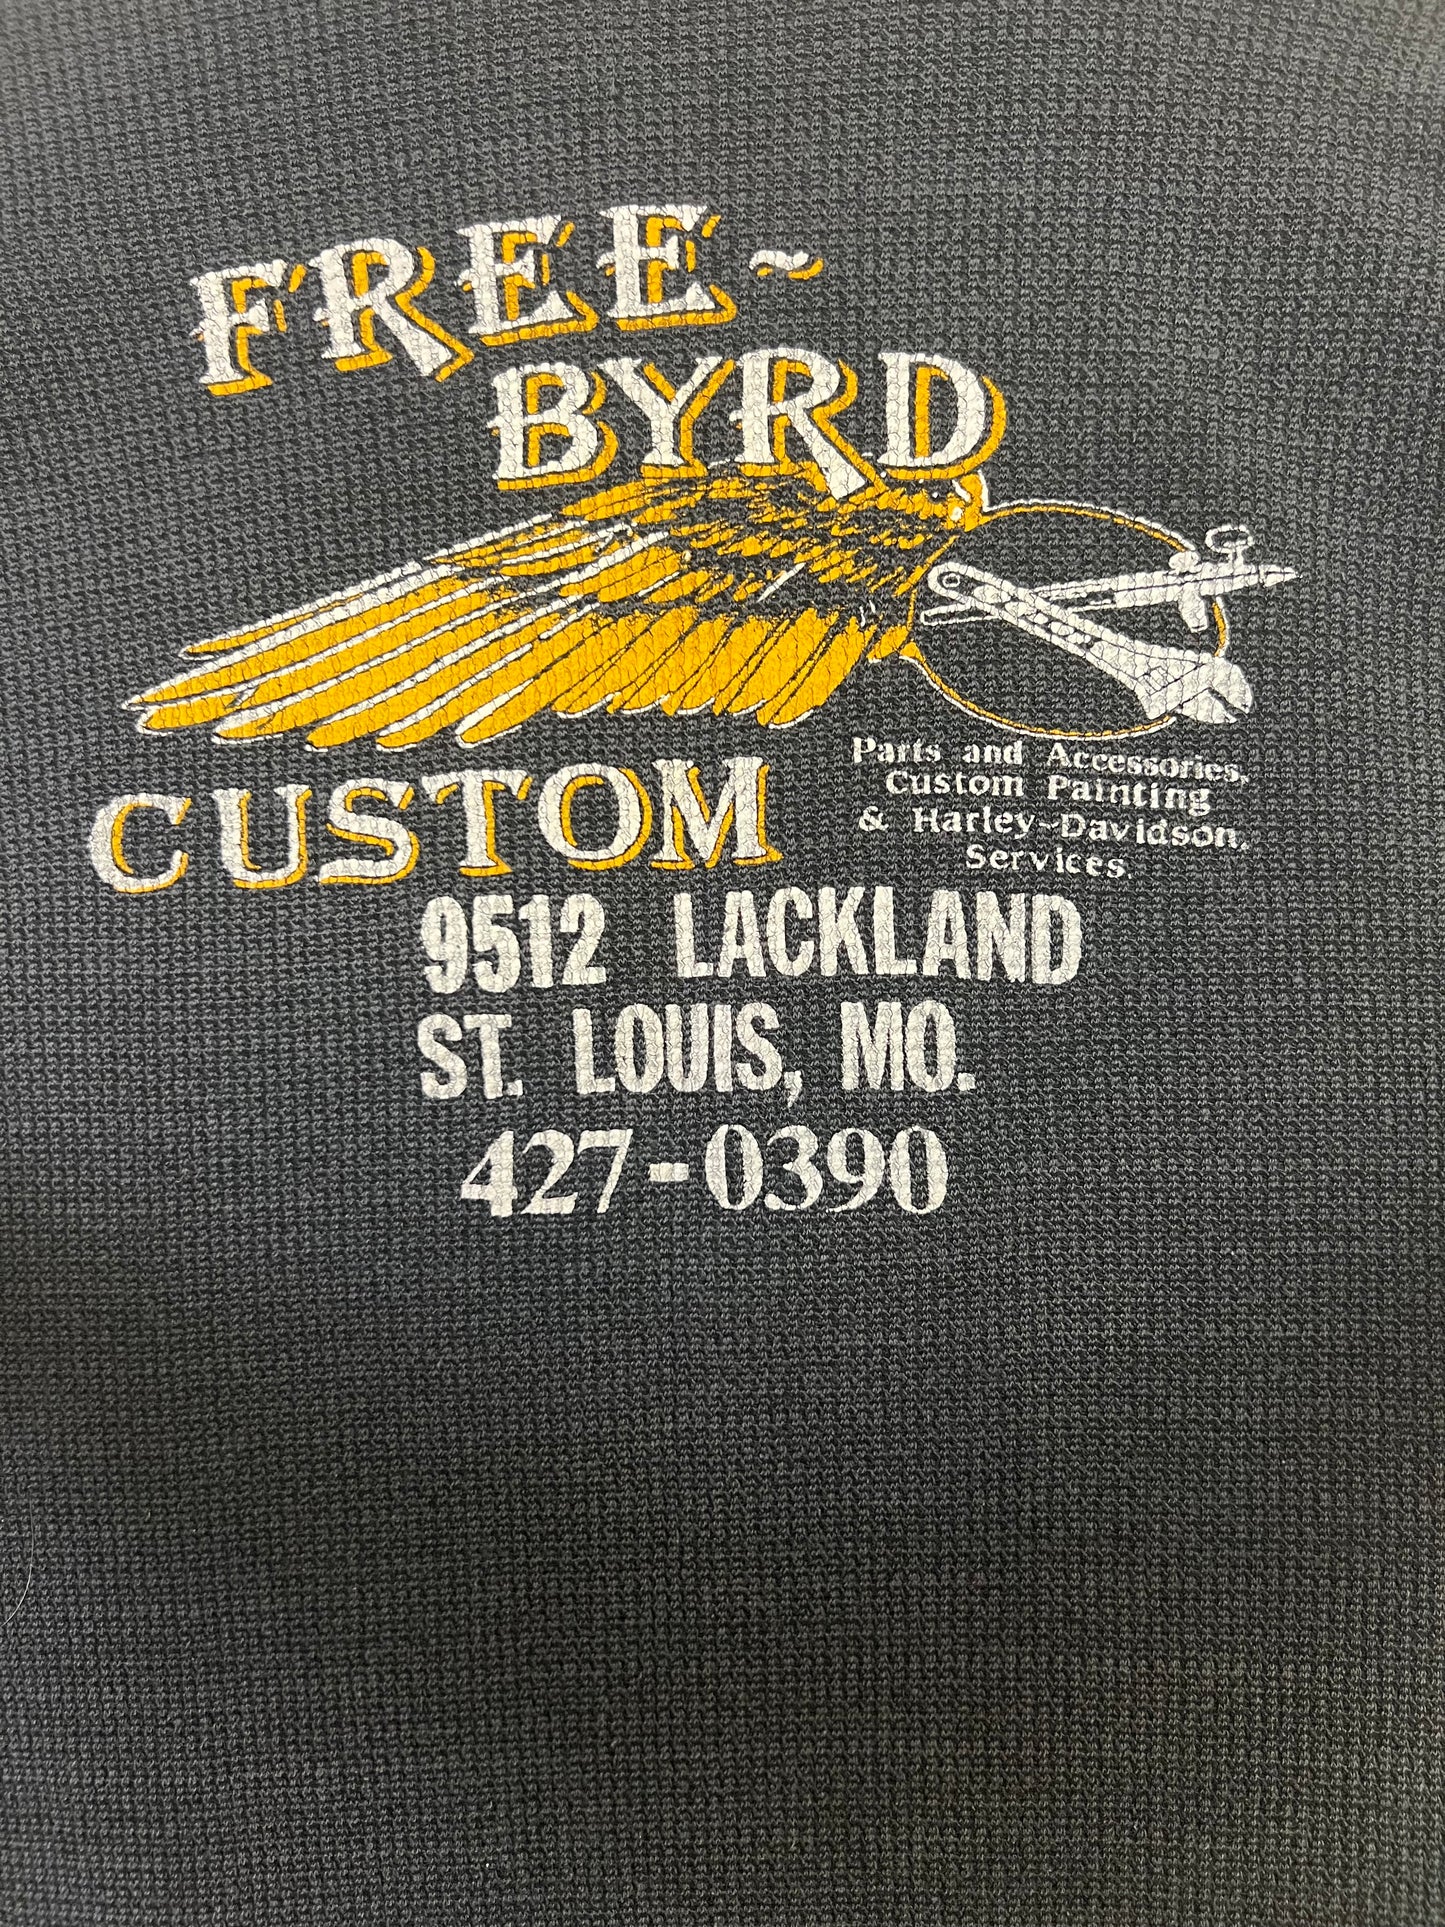 FREE~
BYRD
CUSTOM
Parts and Accessories,
Custom Painting
& Harley~Davidson,
Services.
9512 LACKLAND
ST. LOUIS, MO.
427-0390